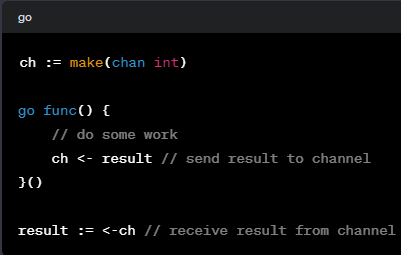 go
ch := make(chan int)
go func() {
    // do some work
    ch <- result // send result to channel
}()
result := <-ch // receive result from channel